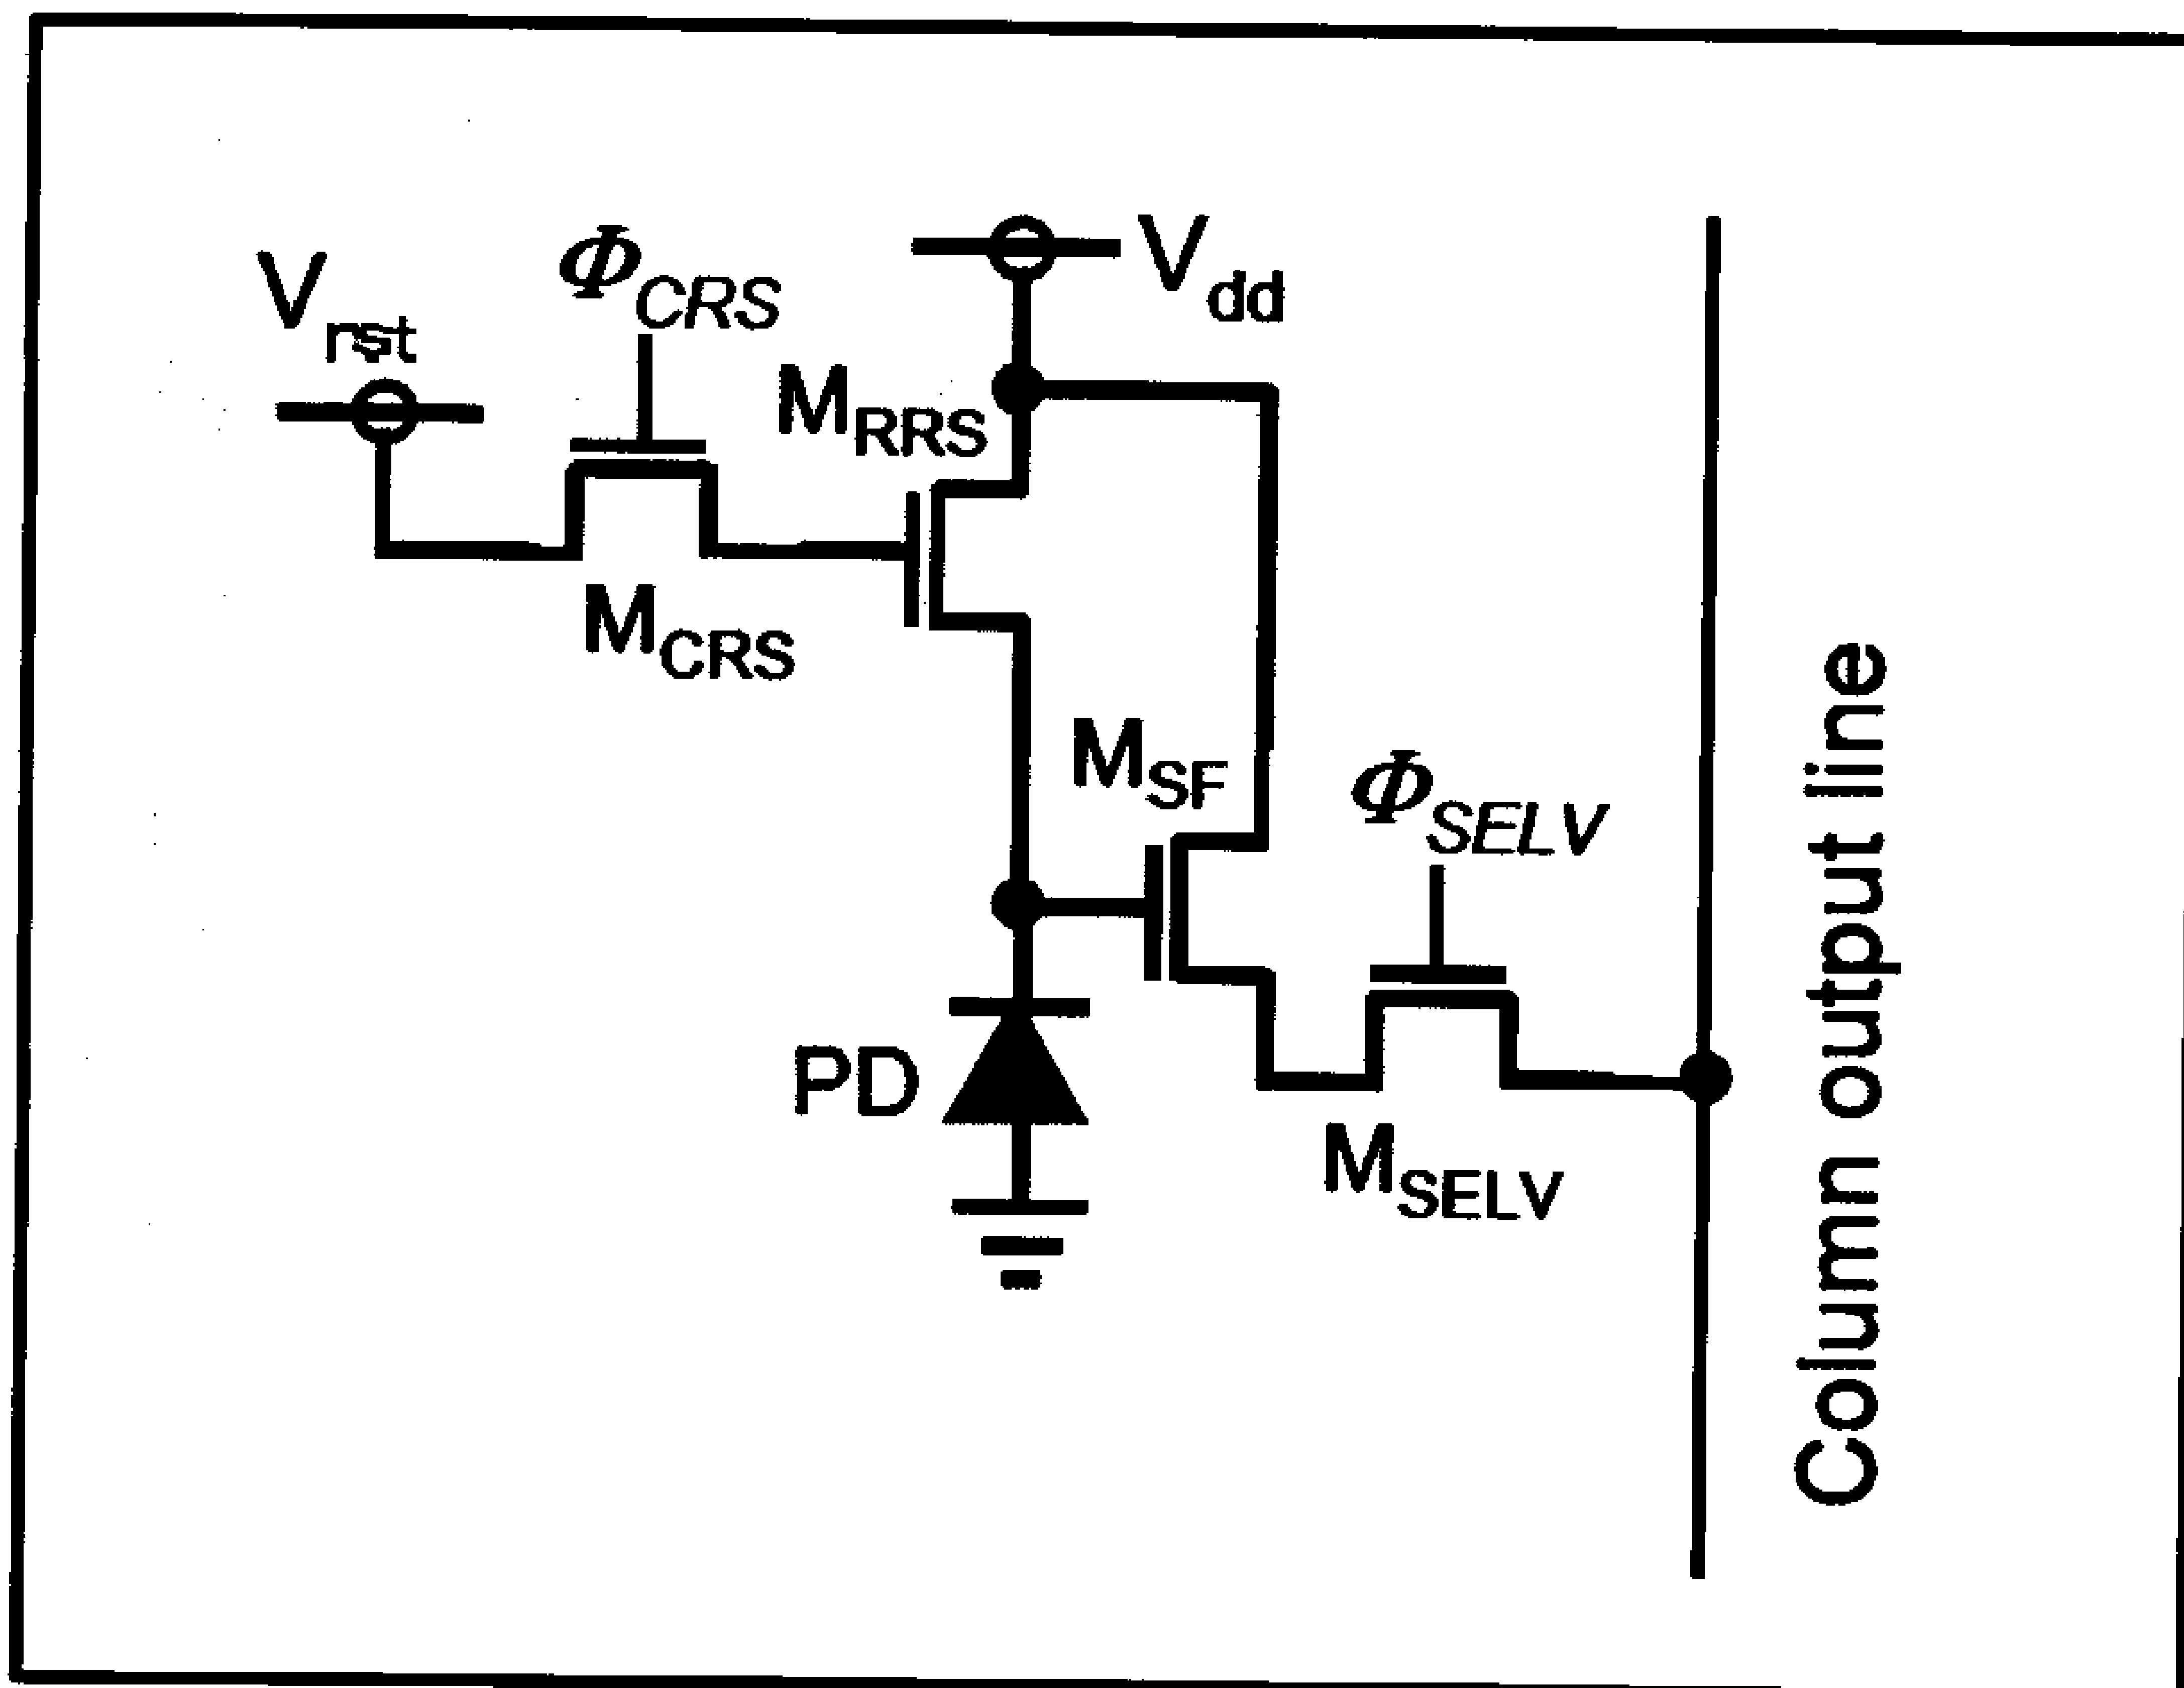 Vrst
ΦCRS
Vdd
MRRS
MCRS
MSF
ΦSELV
PD
MSELV
Column output line